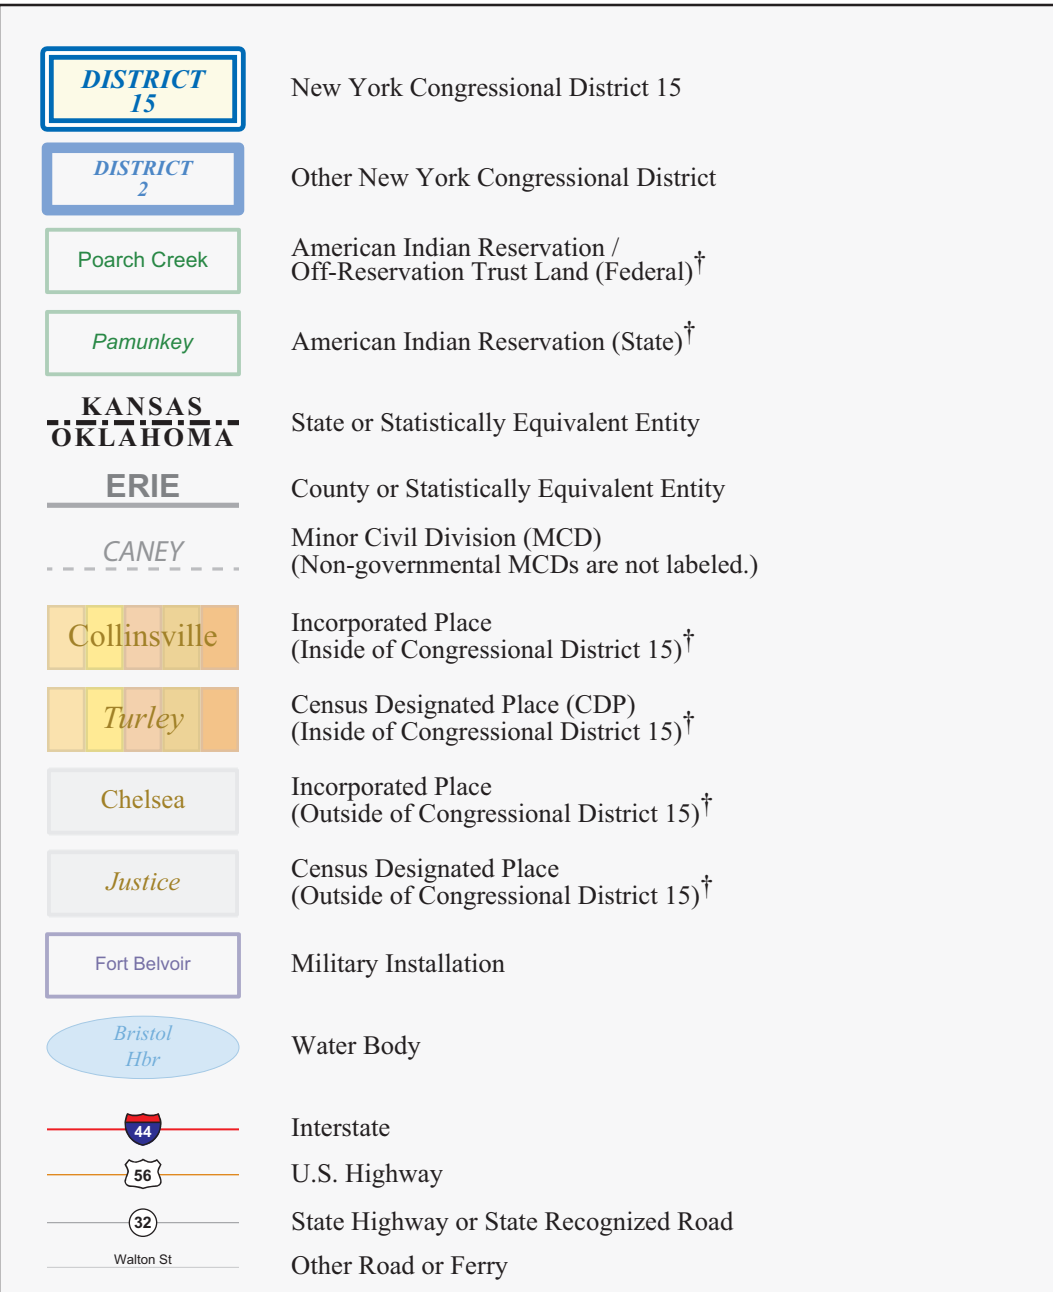 DISTRICT
15
New York Congressional District 15
DISTRICT
2
Other New York Congressional District
Poarch Creek
American Indian Reservation /
Off-Reservation Trust Land (Federal)†
Pamunkey
American Indian Reservation (State)†
KANSAS
OKLAHOMA
State or Statistically Equivalent Entity
ERIE
County or Statistically Equivalent Entity
CANEY
Minor Civil Division (MCD)
(Non-governmental MCDs are not labeled.)
Collinsville
Incorporated Place
(Inside of Congressional District 15)†
Turley
Census Designated Place (CDP)
(Inside of Congressional District 15)†
Chelsea
Incorporated Place
(Outside of Congressional District 15)†
Justice
Census Designated Place
(Outside of Congressional District 15)†
Fort Belvoir
Military Installation
Bristol
Hbr
Water Body
44
Interstate
56
U.S. Highway
32
State Highway or State Recognized Road
Walton St
Other Road or Ferry